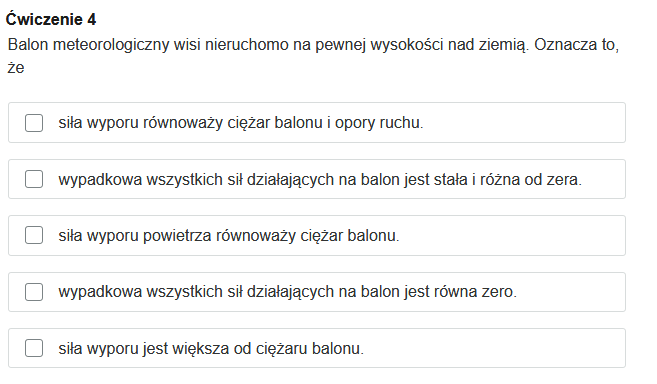 Ćwiczenie 4
Balon meteorologiczny wisi nieruchomo na pewnej wysokości nad ziemią. Oznacza to,
że
siła wyporu równoważy ciężar balonu i opory ruchu.
wypadkowa wszystkich sił działających na balon jest stała i różna od zera.
siła wyporu powietrza równoważy ciężar balonu.
wypadkowa wszystkich sił działających na balon jest równa zero.
siła wyporu jest większa od ciężaru balonu.